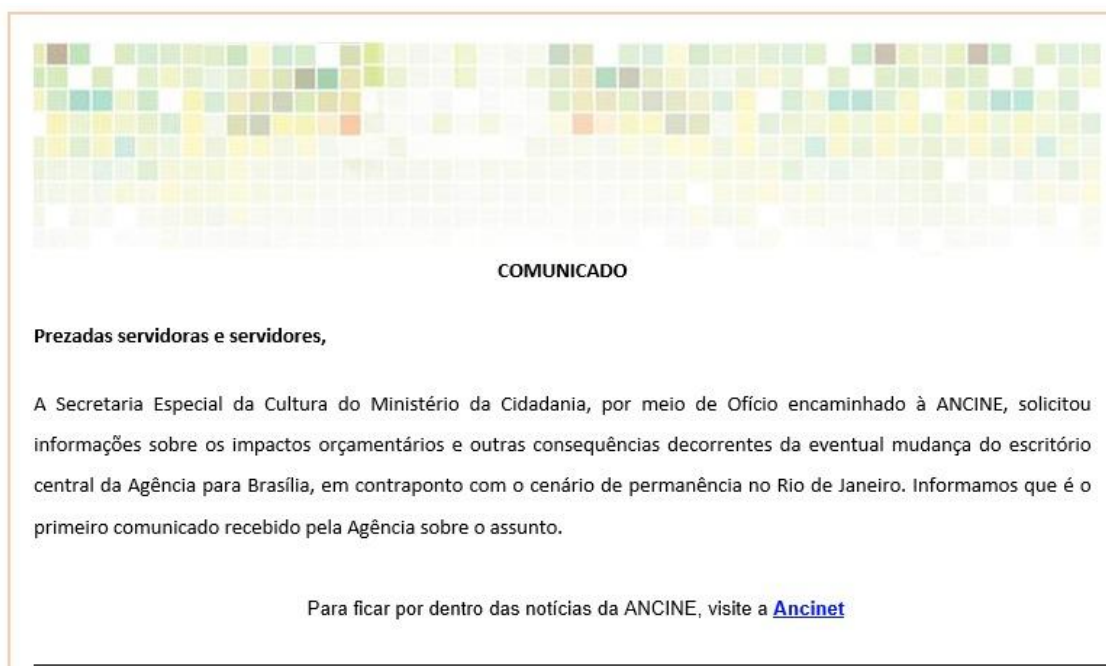 COMUNICADO
Prezadas servidoras e servidores,
A Secretaria Especial da Cultura do Ministério da Cidadania, por meio de Ofício encaminhado à ANCINE, solicitou
informações sobre os impactos orçamentários e outras consequências decorrentes da eventual mudança do escritório
central da Agência para Brasília, em contraponto com o cenário de permanência no Rio de Janeiro. Informamos que é o
primeiro comunicado recebido pela Agência sobre o assunto.
Para ficar por dentro das notícias da ANCINE, visite a Ancinet